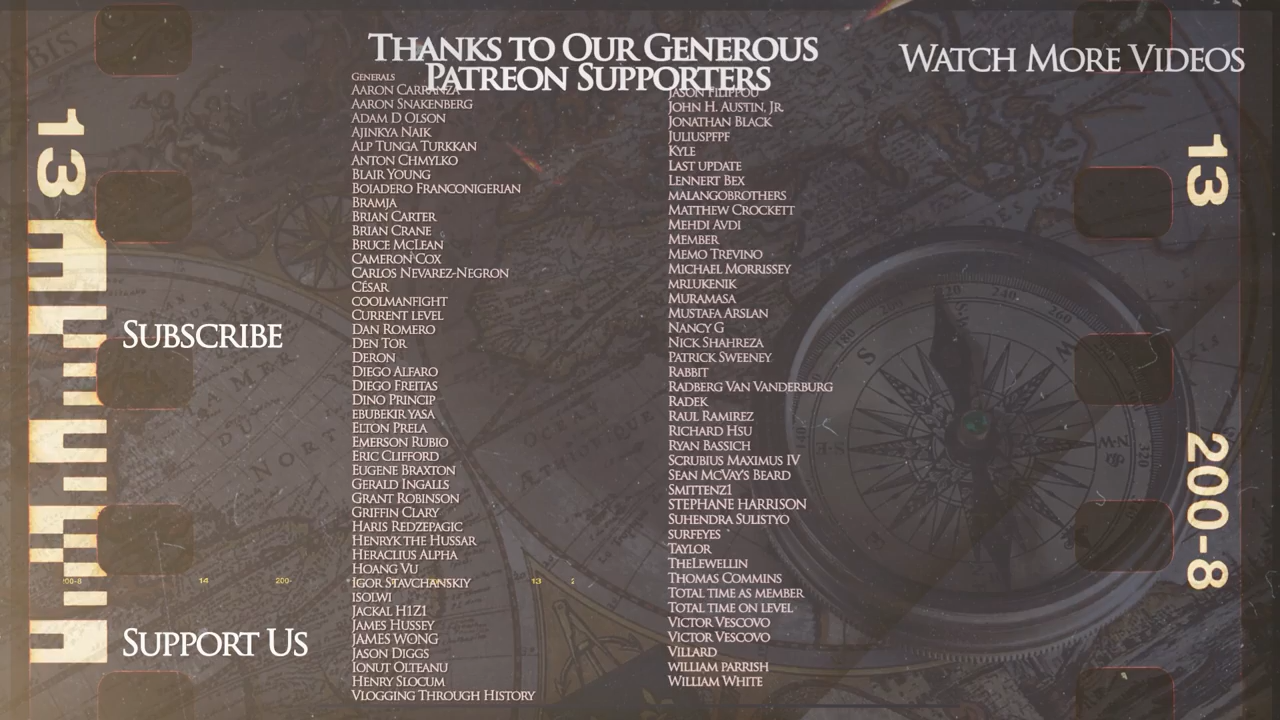 Thanks to Our Generous
Patreon Supporters
Watch More Videos
Generals
Aaron Carranza
Aaron Snakenberg
Adam D Olson
Ajinkya Naik
Alp Tunga Turkkan
Anton Chmylko
Blair Young
Boiadero Franconigerian
Bramja
Brian Carter
Brian Crane
Bruce McLean
Cameron Cox
Carlos Nevarez-Negron
César
coolmanfight
Current level
Dan Romero
Den Tor
Deron
Diego Alfaro
Diego Freitas
Dino Princip
ebubekir yasa
Elton Prela
Emerson Rubio
Eric Clifford
Eugene Braxton
Gerald Ingalls
Grant Robinson
Griffin Clary
Haris Redzepagic
Henryk the Hussar
Heraclius Alpha
Hoang Vu
Igor Stavchanskiy
isolwi
Jackal H1Z1
James Hussey
James Wong
Jason Diggs
Ionut Olteanu
Henry Slocum
Vlogging Through History
Jason Filippou
John H. Austin, Jr.
Jonathan Black
Juliuspfpf
Kyle
Last update
Lennert Bex
malangobrothers
Matthew Crockett
Mehdi Avdi
Member
Memo Trevino
Michael Morrissey
mrlukenik
Muramasa
Mustafa Arslan
Nancy G
Nick Shahreza
Patrick Sweeney
Rabbit
Radberg Van Vanderburg
Radek
Raul Ramirez
Richard Hsu
Ryan Bassich
Scrubius Maximus IV
Sean McVay's Beard
Smittenz1
STEPHANE HARRISON
Suhendra Sulistyo
surfeyes
Taylor
TheLewellin
Thomas Commins
Total time as member
Total time on level
Victor Vescovo
Victor Vescovo
Villard
william parrish
William White
Subscribe
Support Us
13
13
200-8
14
200-
13